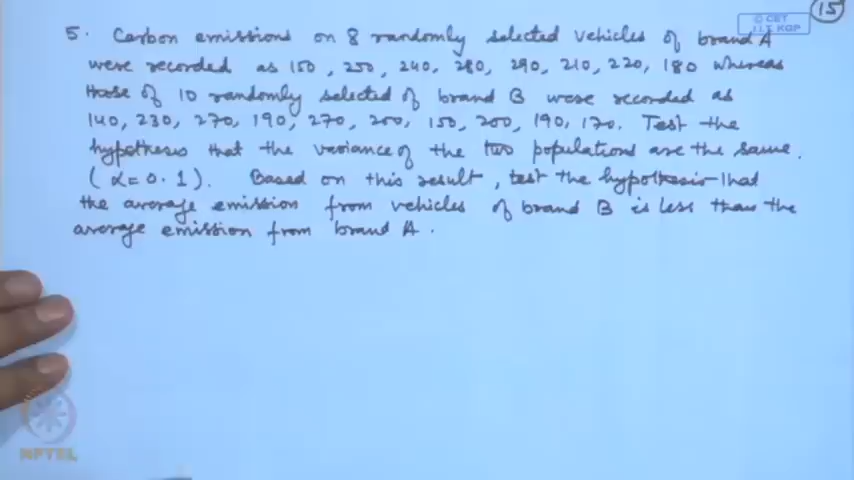 15
© CET
I.I.T. KGP
5. Carbon emissions on 8 randomly selected vehicles of brand A
were recorded as 150, 250, 240, 280, 290, 210, 220, 180 whereas
those of 10 randomly selected of brand B were recorded as
140, 230, 270, 190, 270, 200, 150, 200, 190, 170. Test the
hypothesis that the variance of the two populations are the same.
(α = 0.1). Based on this result, test the hypothesis that
the average emission from vehicles of brand B is less than the
average emission from brand A.
NPTEL